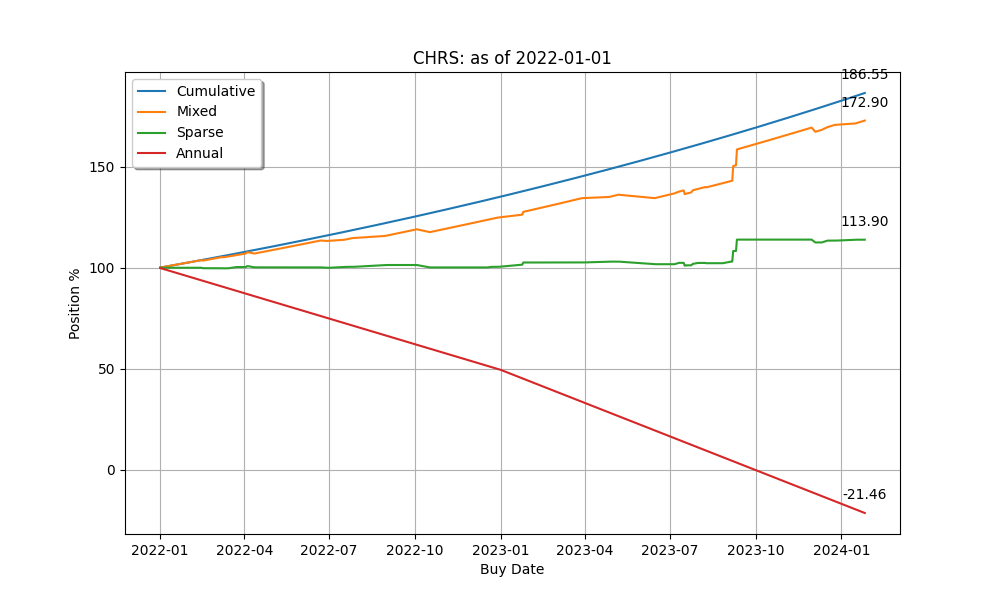 CHRS: as of 2022-01-01
186.55
Cumulative
172.90
Mixed
Sparse
Annual
150
113.90
100
Position %
50
0
-21.46
2022-01 2022-04 2022-07 2022-10 2023-01 2023-04 2023-07 2023-10 2024-01
Buy Date